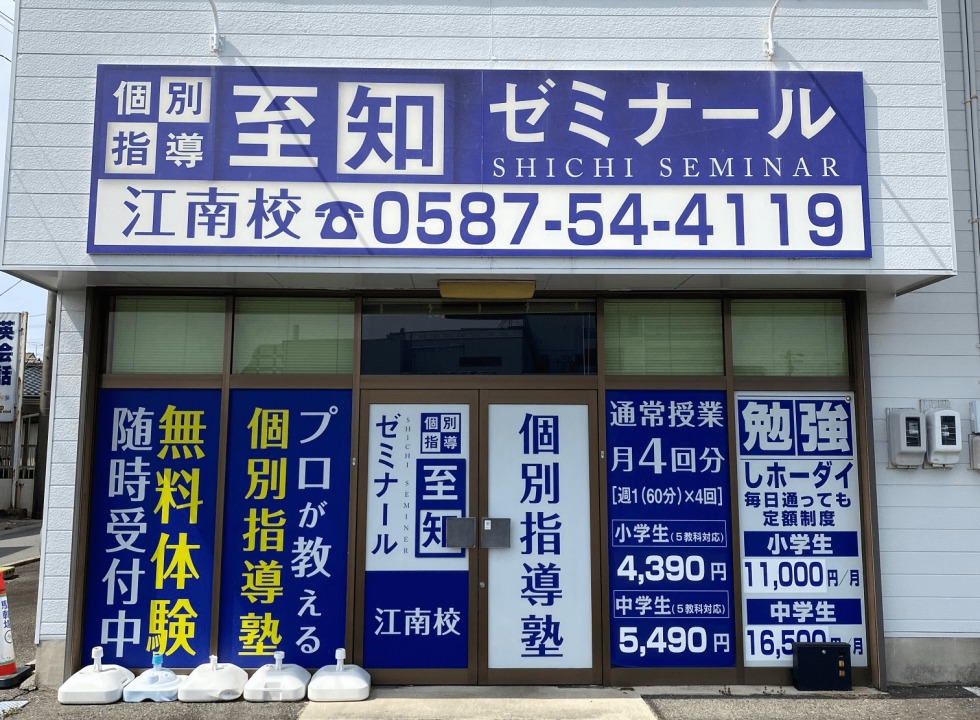 個別
指導
至知
ゼミナール
SHICHI SEMINAR
江南校☎0587-54-4119
英会話
無料体験
随時受付中
プロが教える
個別指導塾
個別
指導
至知
SHICHI SEMINER
ゼミナール
江南校
個別指導塾
通常授業
月4回分
[週1(60分)×4回]
小学生(5教科対応)
4,390円
中学生(5教科対応)
5,490円
勉強
しホーダイ
毎日通っても
定額制度
小学生
11,000円/月
中学生
16,500円/月